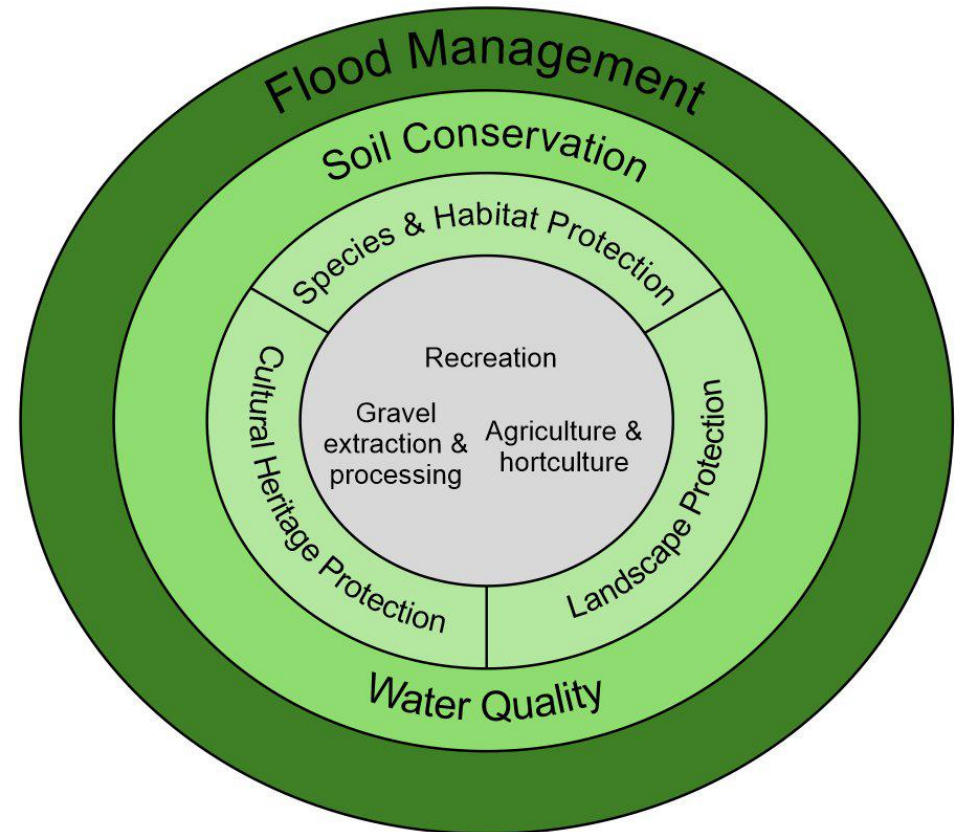 Flood Management
Soil Conservation
Species & Habitat Protection
Recreation
Gravel
extraction &
processing
Agriculture &
hortculture
Cultural Heritage Protection
Landscape Protection
Water Quality